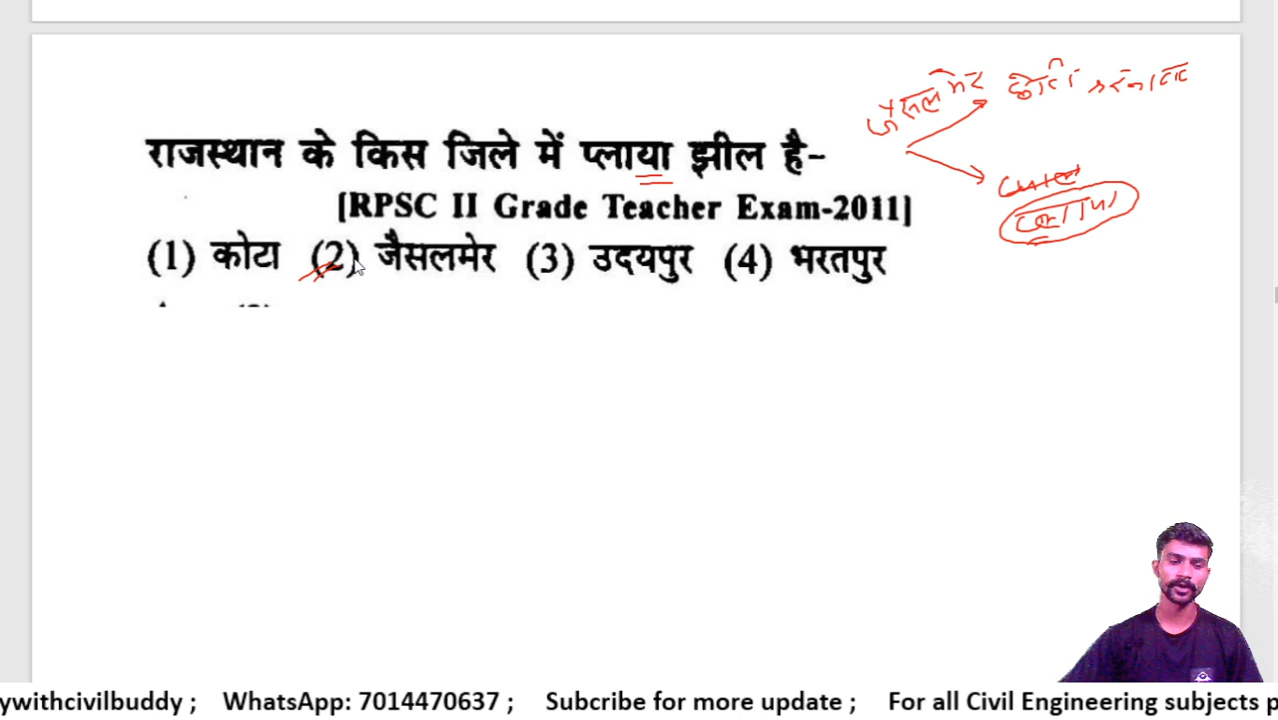 जैसलमेर
राजस्थान के किस जिले में प्लाया झील है-
[RPSC II Grade Teacher Exam-2011]
(1) कोटा (2) जैसलमेर (3) उदयपुर (4) भरतपुर
ywithcivilbuddy ; WhatsApp: 7014470637 ; Subcribe for more update ; For all Civil Engineering subjects p